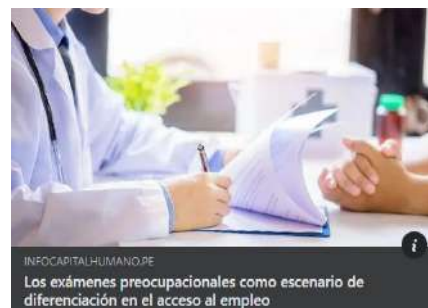 INFOCAPITALHUMANO.PE
Los exámenes preocupacionales como escenario de
diferenciación en el acceso al empleo